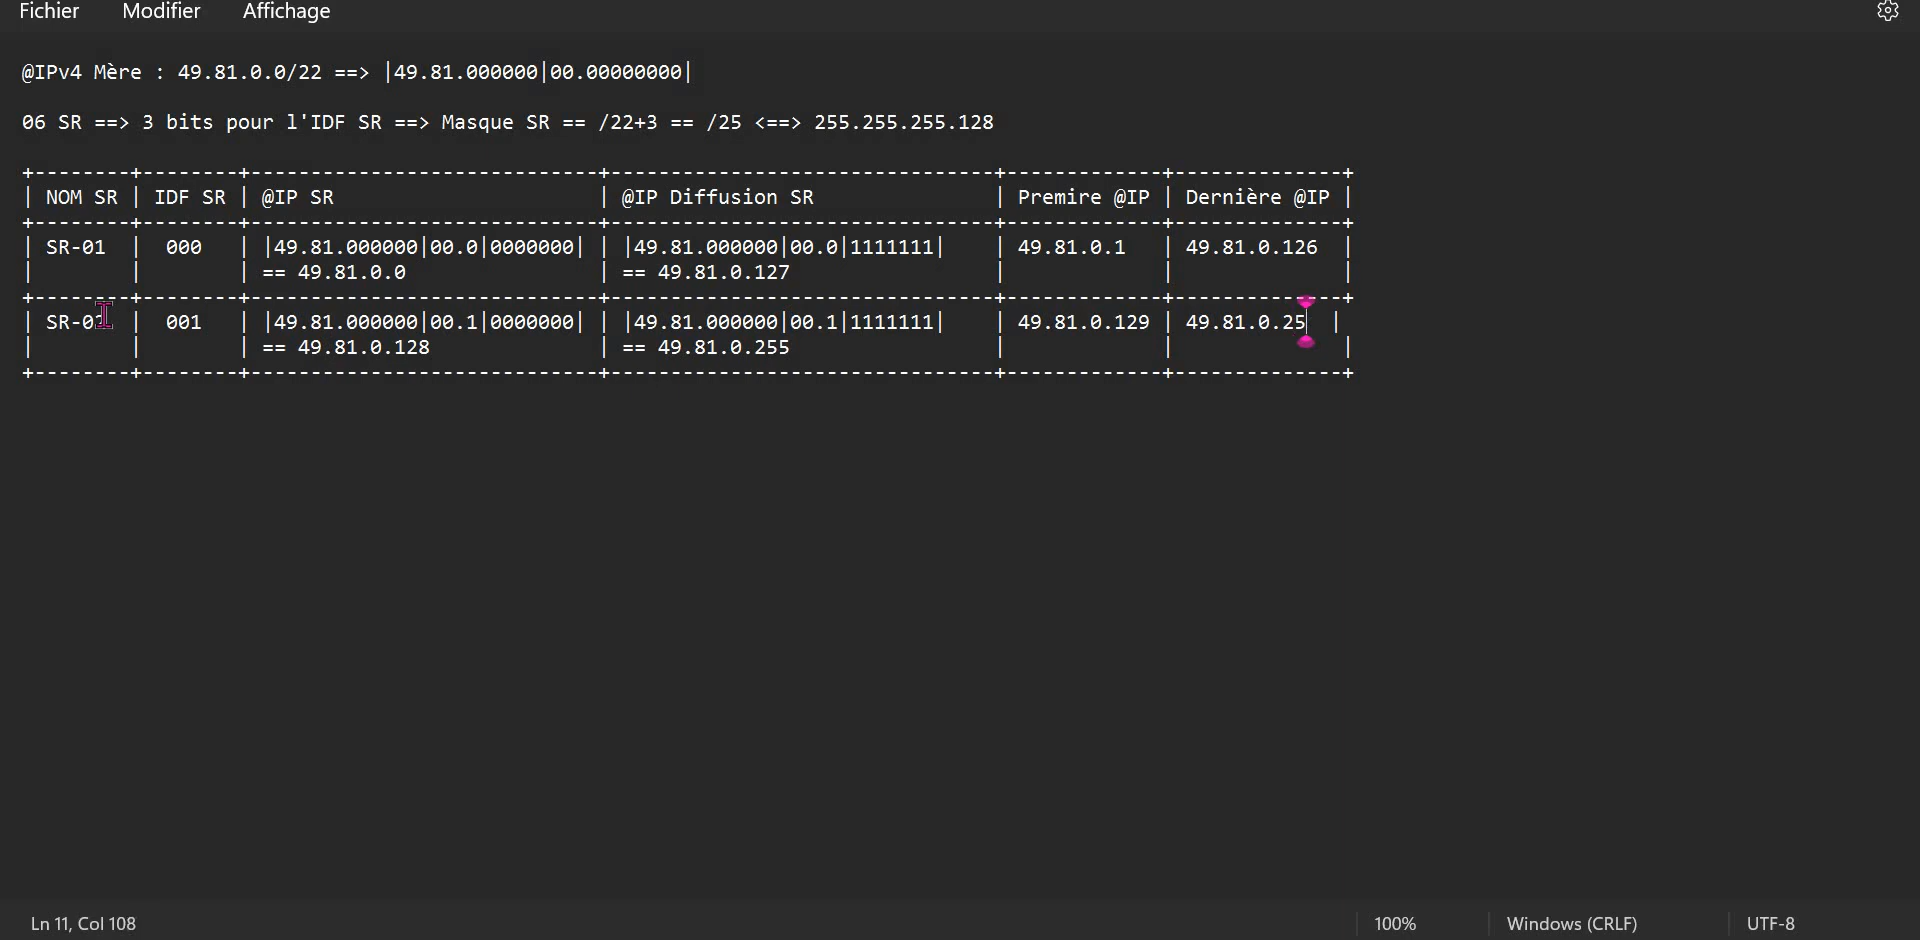 Fichier Modifier Affichage
@IPv4 Mère : 49.81.0.0/22 ==> |49.81.000000|00.00000000|
06 SR ==> 3 bits pour l'IDF SR ==> Masque SR == /22+3 == /25 <==> 255.255.255.128
+--------+--------+-----------------------------+--------------------------------+-------------+--------------+
| NOM SR | IDF SR | @IP SR | @IP Diffusion SR | Premire @IP | Dernière @IP |
+--------+--------+-----------------------------+--------------------------------+-------------+--------------+
| SR-01 | 000 | |49.81.000000|00.0|0000000| | |49.81.000000|00.0|1111111| | 49.81.0.1 | 49.81.0.126 |
| | | == 49.81.0.0 | == 49.81.0.127 | | |
+--------+--------+-----------------------------+--------------------------------+-------------+--------------+
| SR-0 | 001 | |49.81.000000|00.1|0000000| | |49.81.000000|00.1|1111111| | 49.81.0.129 | 49.81.0.25 |
| | | == 49.81.0.128 | == 49.81.0.255 | | |
+--------+--------+-----------------------------+--------------------------------+-------------+--------------+
Ln 11, Col 108 100% Windows (CRLF) UTF-8